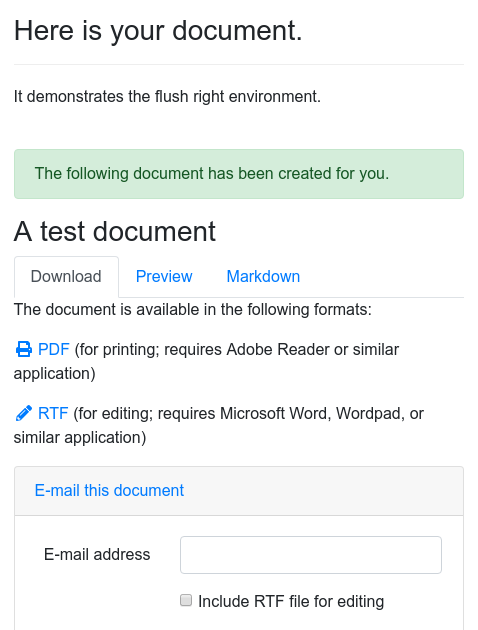 Here is your document.
It demonstrates the flush right environment.
The following document has been created for you.
A test document
Download Preview Markdown
The document is available in the following formats:
PDF (for printing; requires Adobe Reader or similar
application)
RTF (for editing; requires Microsoft Word, Wordpad, or
similar application)
E-mail this document
E-mail address
Include RTF file for editing